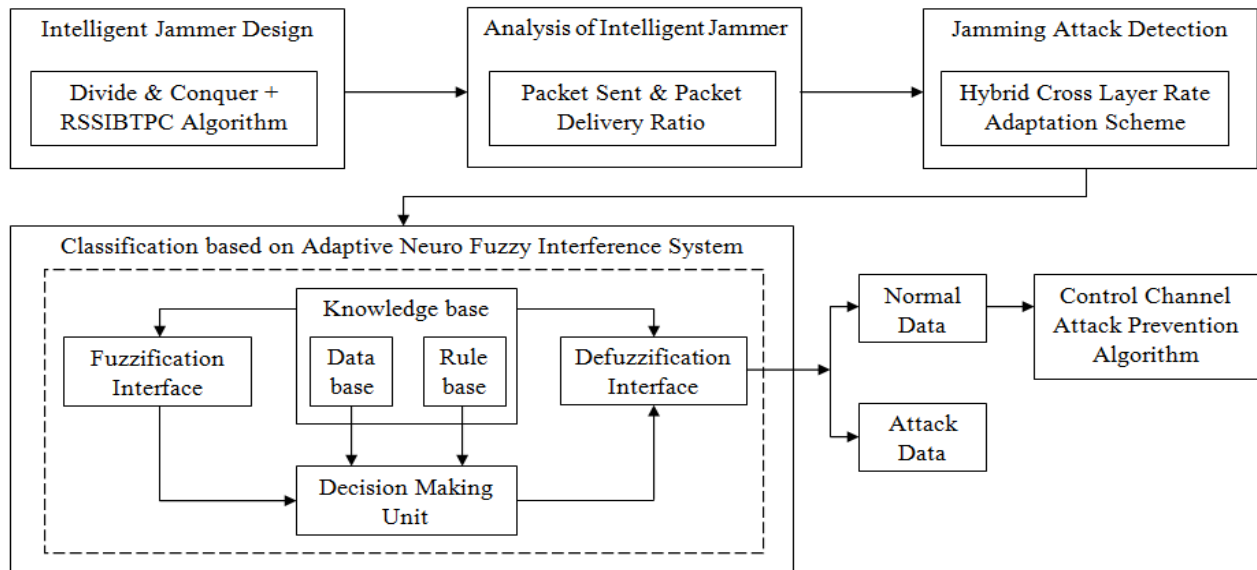 Intelligent Jammer Design
Divide & Conquer +
RSSIBTPC Algorithm
Analysis of Intelligent Jammer
Packet Sent & Packet
Delivery Ratio
Jamming Attack Detection
Hybrid Cross Layer Rate
Adaptation Scheme
Classification based on Adaptive Neuro Fuzzy Interference System
Fuzzification
Interface
Knowledge base
Data
base
Rule
base
Defuzzification
Interface
Decision Making
Unit
Normal
Data
Attack
Data
Control Channel
Attack Prevention
Algorithm